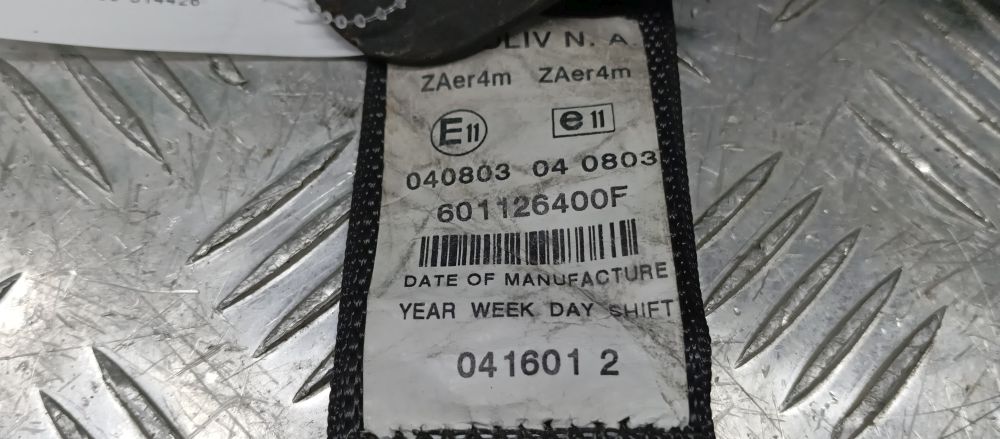 OLIV N. A.
ZAer4m ZAer4m
E11 e11
040803 04 0803
601126400F
DATE OF MANUFACTURE
YEAR WEEK DAY SHIFT
041601 2